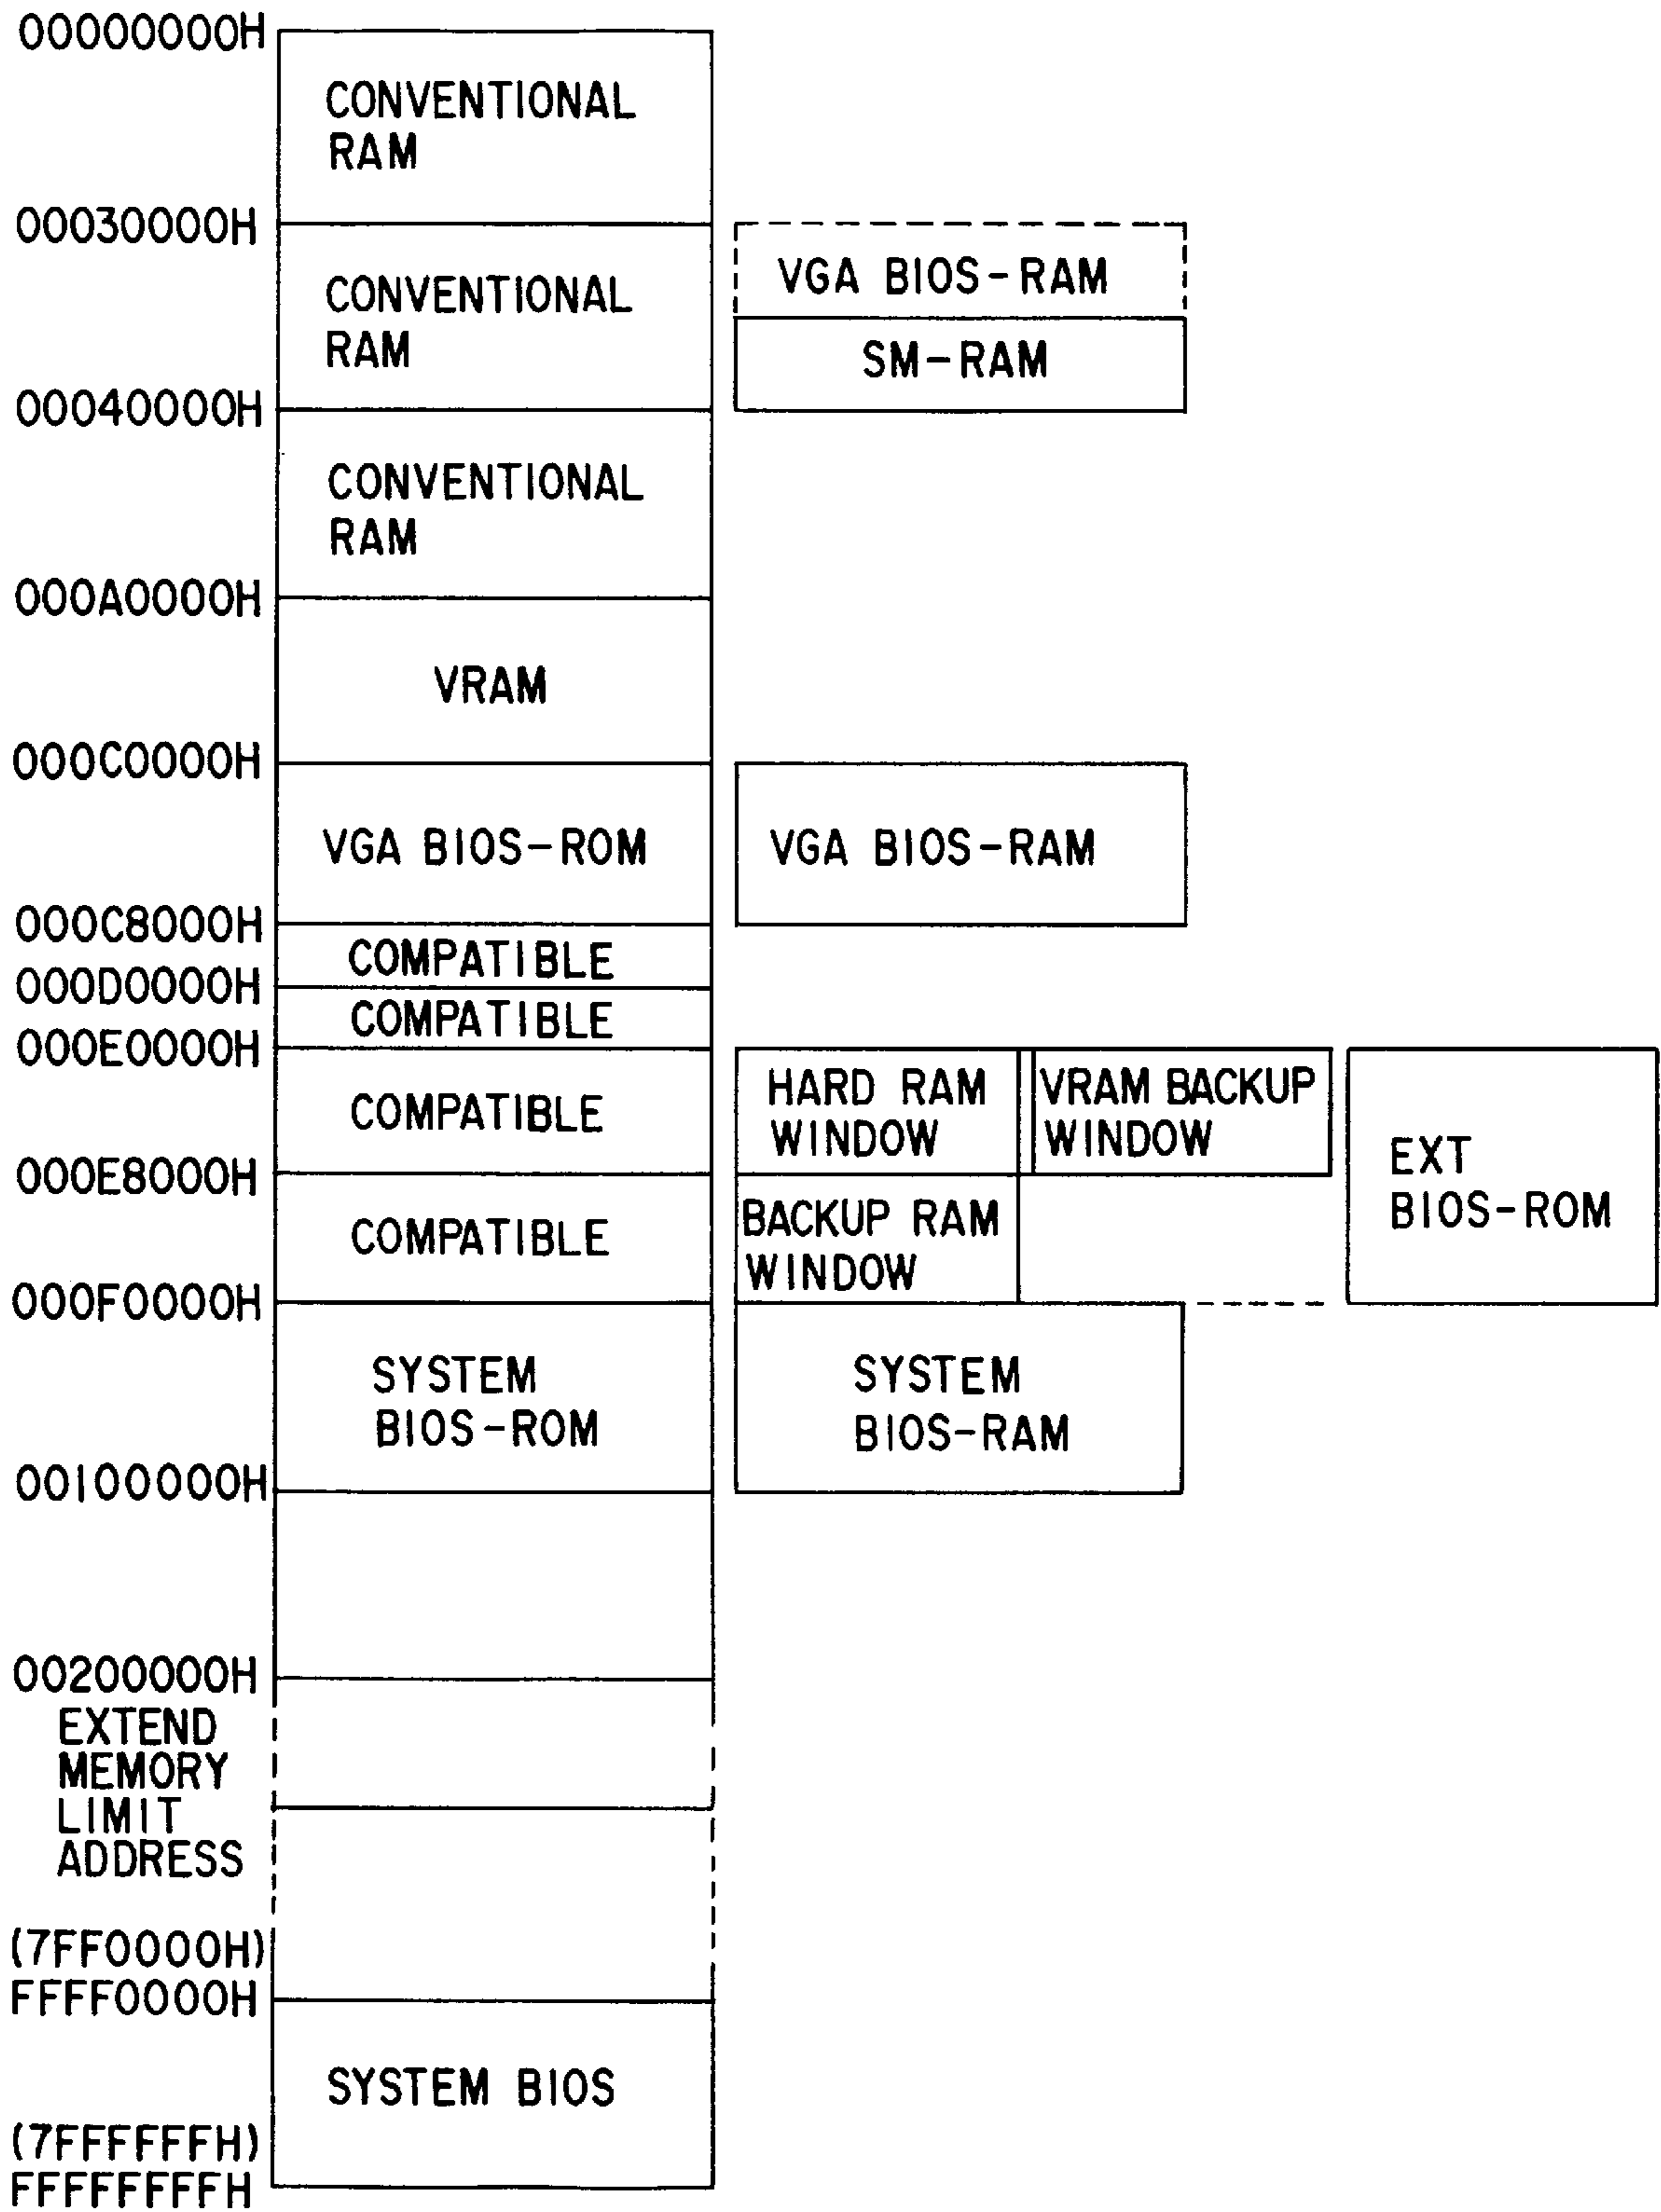 00000000H
CONVENTIONAL
RAM
00030000H
CONVENTIONAL
RAM
VGA BIOS-RAM
SM-RAM
00040000H
CONVENTIONAL
RAM
000A0000H
VRAM
000C0000H
VGA BIOS-ROM
VGA BIOS-RAM
000C8000H
COMPATIBLE
000D0000H
COMPATIBLE
000E0000H
COMPATIBLE
HARD RAM
WINDOW
VRAM BACKUP
WINDOW
EXT
BIOS-ROM
000E8000H
COMPATIBLE
BACKUP RAM
WINDOW
000F0000H
SYSTEM
BIOS-ROM
SYSTEM
BIOS-RAM
00100000H
00200000H
EXTEND
MEMORY
LIMIT
ADDRESS
(7FF0000H)
FFFF0000H
SYSTEM BIOS
(7FFFFFFH)
FFFFFFFFH